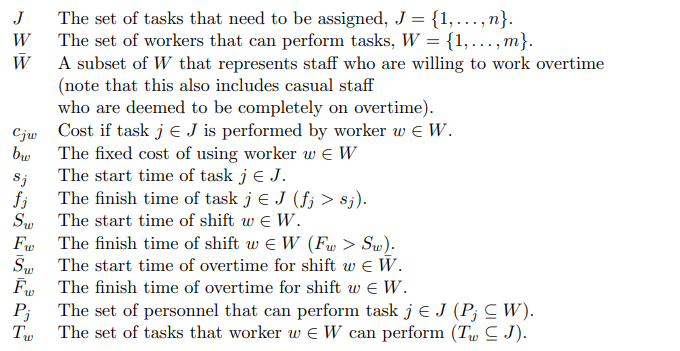 J The set of tasks that need to be assigned, J = {1, . . . , n}.
W The set of workers that can perform tasks, W = {1, . . . , m}.
W̄ A subset of W that represents staff who are willing to work overtime
(note that this also includes casual staff
who are deemed to be completely on overtime).
c_{jw} Cost if task j ∈ J is performed by worker w ∈ W.
b_w The fixed cost of using worker w ∈ W
s_j The start time of task j ∈ J.
f_j The finish time of task j ∈ J (f_j > s_j).
S_w The start time of shift w ∈ W.
F_w The finish time of shift w ∈ W (F_w > S_w).
S̄_w The start time of overtime for shift w ∈ W̄.
F̄_w The finish time of overtime for shift w ∈ W.
P_j The set of personnel that can perform task j ∈ J (P_j ⊆ W).
T_w The set of tasks that worker w ∈ W can perform (T_w ⊆ J).